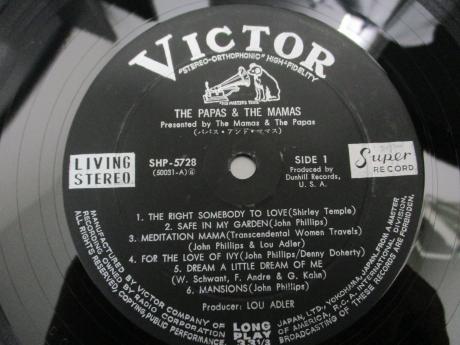 VICTOR
"STEREO-ORTHOPHONIC" HIGH-FIDELITY
"HIS MASTER'S VOICE"
THE PAPAS & THE MAMAS
Presented by The Mamas & The Papas
(パパス・アンド・ママス)
LIVING
STEREO
SHP-5728
(50031-A)⑥
SIDE 1
Produced by
Dunhill Records,
U. S. A.
Super
RECORD
1. THE RIGHT SOMEBODY TO LOVE(Shirley Temple)
2. SAFE IN MY GARDEN(John Phillips)
3. MEDITATION MAMA(Transcendental Women Travels)
(John Phillips & Lou Adler)
4. FOR THE LOVE OF IVY(John Phillips/Denny Doherty)
5. DREAM A LITTLE DREAM OF ME
(W. Schwant, F. Andre & G. Kahn)
6. MANSIONS(John Phillips)
Producer: LOU ADLER
LONG
PLAY
33 1/3
MANUFACTURED BY VICTOR COMPANY OF JAPAN, LTD., YOKOHAMA, JAPAN, FROM A MASTER
RECORDING OWNED BY RADIO CORPORATION OF AMERICA, R.C.A. INTERNATIONAL DIVISION.
ALL RIGHTS RESERVED, COPYING, PUBLIC PERFORMANCE, BROADCASTING OF THESE RECORDS ARE FORBIDDEN.